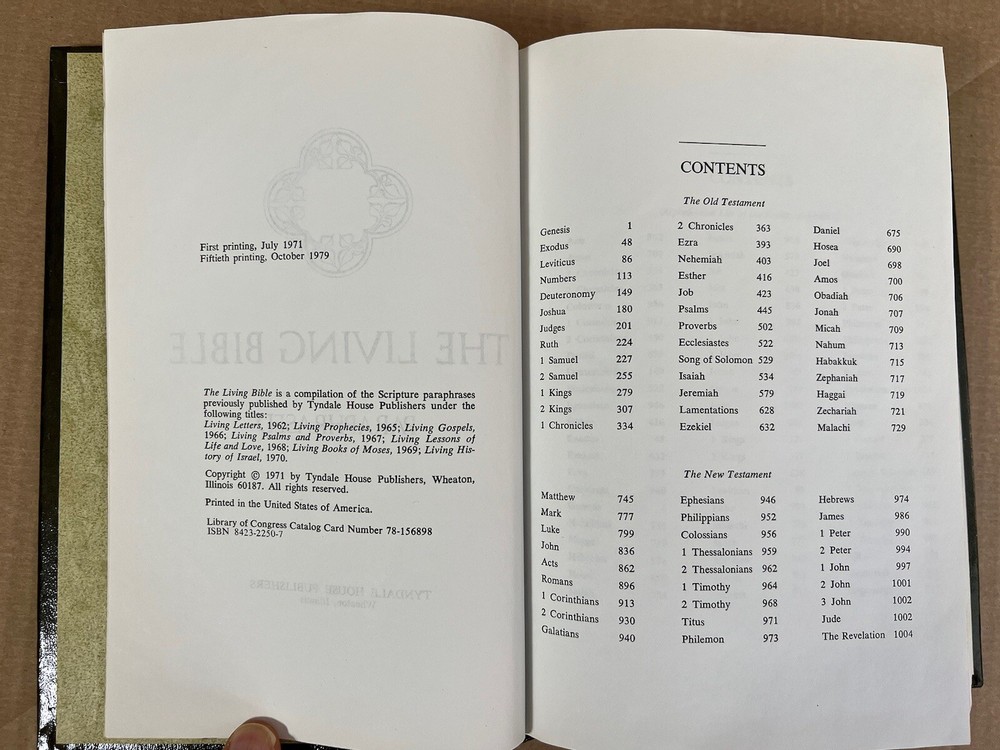 First printing, July 1971
Fiftieth printing, October 1979
THE LIVING BIBLE
The Living Bible is a compilation of the Scripture paraphrases
previously published by Tyndale House Publishers under the
following titles:
Living Letters, 1962; Living Prophecies, 1965; Living Gospels,
1966; Living Psalms and Proverbs, 1967; Living Lessons of
Life and Love, 1968; Living Books of Moses, 1969; Living His-
tory of Israel, 1970.
Copyright © 1971 by Tyndale House Publishers, Wheaton,
Illinois 60187. All rights reserved.
Printed in the United States of America.
Library of Congress Catalog Card Number 78-156898
ISBN 8423-2250-7
TYNDALE HOUSE PUBLISHERS
Wheaton, Illinois
CONTENTS
The Old Testament
Genesis 1
Exodus 48
Leviticus 86
Numbers 113
Deuteronomy 149
Joshua 180
Judges 201
Ruth 224
1 Samuel 227
2 Samuel 255
1 Kings 279
2 Kings 307
1 Chronicles 334
2 Chronicles 363
Ezra 393
Nehemiah 403
Esther 416
Job 423
Psalms 445
Proverbs 502
Ecclesiastes 522
Song of Solomon 529
Isaiah 534
Jeremiah 579
Lamentations 628
Ezekiel 632
Daniel 675
Hosea 690
Joel 698
Amos 700
Obadiah 706
Jonah 707
Micah 709
Nahum 713
Habakkuk 715
Zephaniah 717
Haggai 719
Zechariah 721
Malachi 729
The New Testament
Matthew 745
Mark 777
Luke 799
John 836
Acts 862
Romans 896
1 Corinthians 913
2 Corinthians 930
Galatians 940
Ephesians 946
Philippians 952
Colossians 956
1 Thessalonians 959
2 Thessalonians 962
1 Timothy 964
2 Timothy 968
Titus 971
Philemon 973
Hebrews 974
James 986
1 Peter 990
2 Peter 994
1 John 997
2 John 1001
3 John 1002
Jude 1002
The Revelation 1004